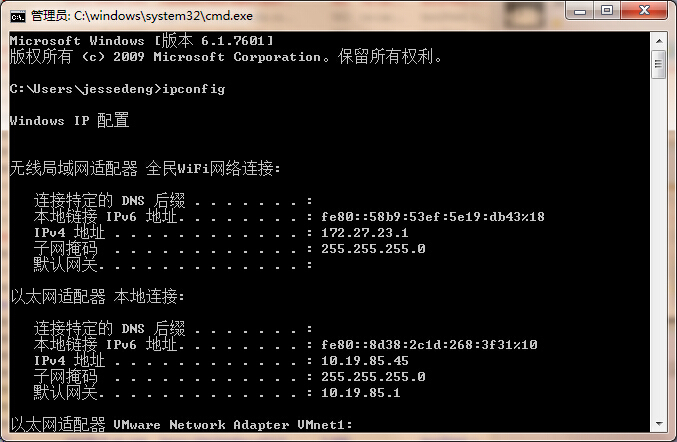 管理员: C:\windows\system32\cmd.exe
Microsoft Windows [版本 6.1.7601]
版权所有 (c) 2009 Microsoft Corporation。保留所有权利。
C:\Users\jessedeng>ipconfig
Windows IP 配置
无线局域网适配器 全民WiFi网络连接:
连接特定的 DNS 后缀 . . . . . . . :
本地链接 IPv6 地址. . . . . . . . : fe80::58b9:53ef:5e19:db43%18
IPv4 地址 . . . . . . . . . . . . : 172.27.23.1
子网掩码 . . . . . . . . . . . . : 255.255.255.0
默认网关. . . . . . . . . . . . . :
以太网适配器 本地连接:
连接特定的 DNS 后缀 . . . . . . . :
本地链接 IPv6 地址. . . . . . . . : fe80::8d38:2c1d:268:3f31%10
IPv4 地址 . . . . . . . . . . . . : 10.19.85.45
子网掩码 . . . . . . . . . . . . : 255.255.255.0
默认网关. . . . . . . . . . . . . : 10.19.85.1
以太网适配器 VMware Network Adapter VMnet1: